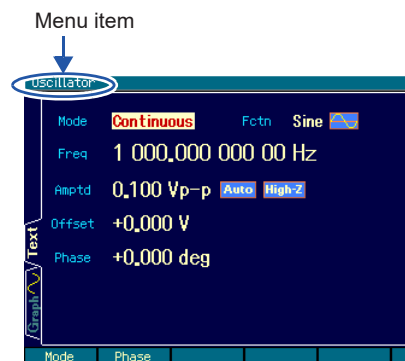 Menu item
Oscillator
Mode Continuous Fctn Sine
Freq 1 000.000 000 00 Hz
Amptd 0.100 Vp-p Auto High-Z
Offset +0.000 V
Phase +0.000 deg
Text
Graph
Mode Phase